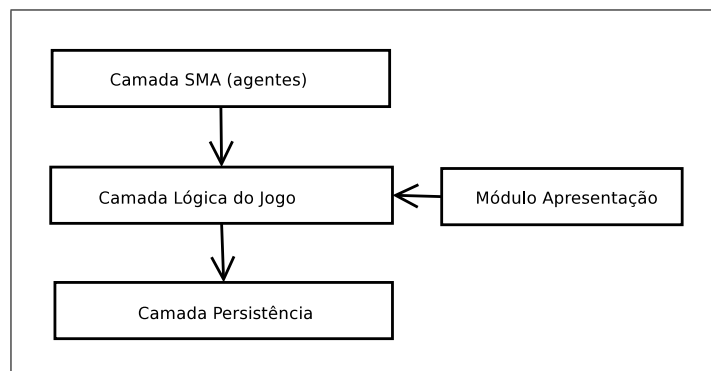 Camada SMA (agentes)
Camada Lógica do Jogo
Módulo Apresentação
Camada Persistência